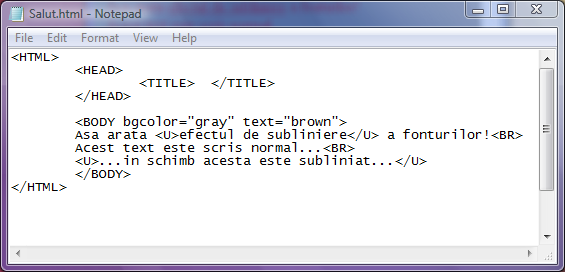 Salut.html - Notepad
File Edit Format View Help
<HTML>
<HEAD>
<TITLE>  </TITLE>
</HEAD>
<BODY bgcolor="gray" text="brown">
Asa arata <U>efectul de subliniere</U> a fonturilor!<BR>
Acest text este scris normal...<BR>
<U>...in schimb acesta este subliniat...</U>
</BODY>
</HTML>